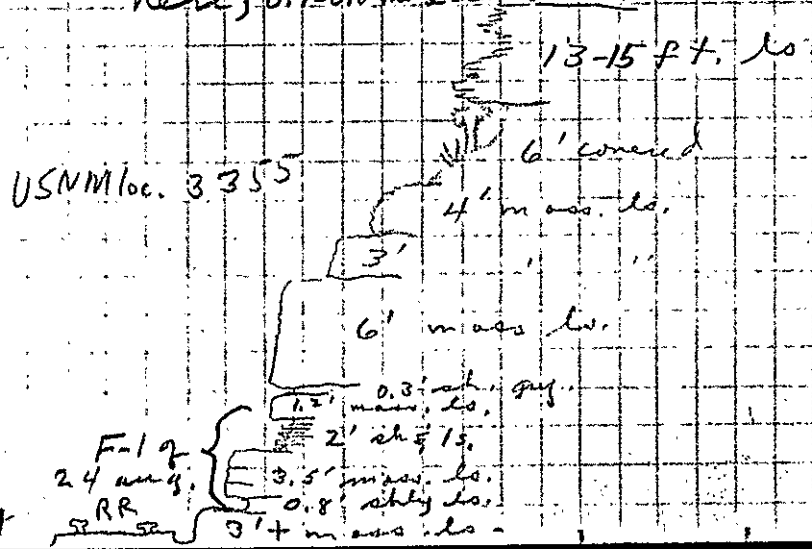 13-15 ft. ls
6' covered
USNM loc. 3355
4' mass. ls.
3' " "
6' mass ls.
0.3' sh. gry.
1.2' mass. ls.
2' sh & ls.
F-1 of
24 aug.
3.5' mass. ls.
0.8' shly ls.
RR
3'+ mass. ls.